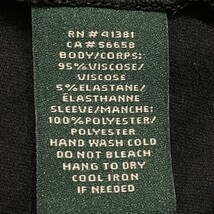 RN # 41381
CA # 56658
BODY/CORPS:
95% VISCOSE/
VISCOSE
5% ELASTANE/
ÉLASTHANNE
SLEEVE/MANCHE:
100% POLYESTER/
POLYESTER
HAND WASH COLD
DO NOT BLEACH
HANG TO DRY
COOL IRON
IF NEEDED